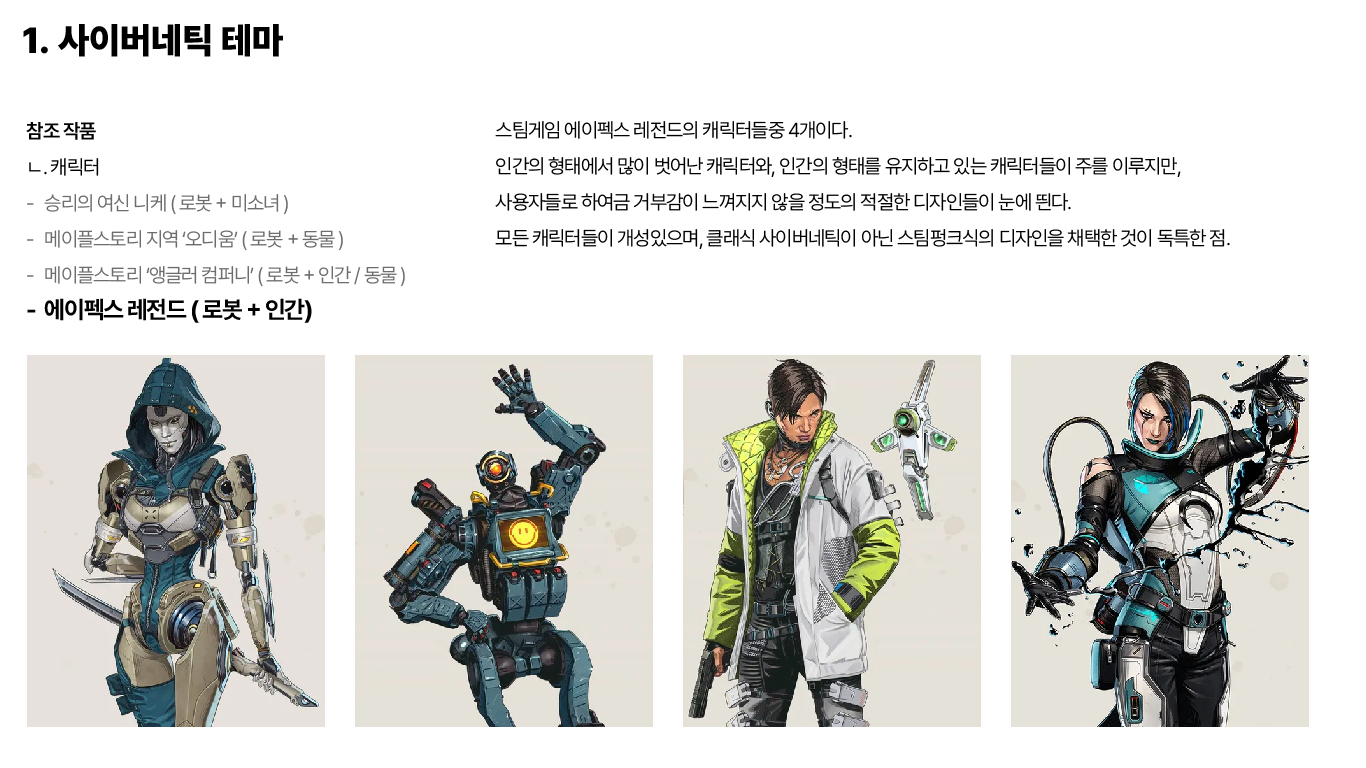 1. 사이버네틱 테마
참조 작품
ㄴ. 캐릭터
- 승리의 여신 니케 ( 로봇 + 미소녀 )
- 메이플스토리 지역 ‘오디움’ ( 로봇 + 동물 )
- 메이플스토리 ‘앵글러 컴퍼니’ ( 로봇 + 인간 / 동물 )
- 에이펙스 레전드 ( 로봇 + 인간)
스팀게임 에이펙스 레전드의 캐릭터들중 4개이다.
인간의 형태에서 많이 벗어난 캐릭터와, 인간의 형태를 유지하고 있는 캐릭터들이 주를 이루지만,
사용자들로 하여금 거부감이 느껴지지 않을 정도의 적절한 디자인들이 눈에 띈다.
모든 캐릭터들이 개성있으며, 클래식 사이버네틱이 아닌 스팀펑크식의 디자인을 채택한 것이 독특한 점.